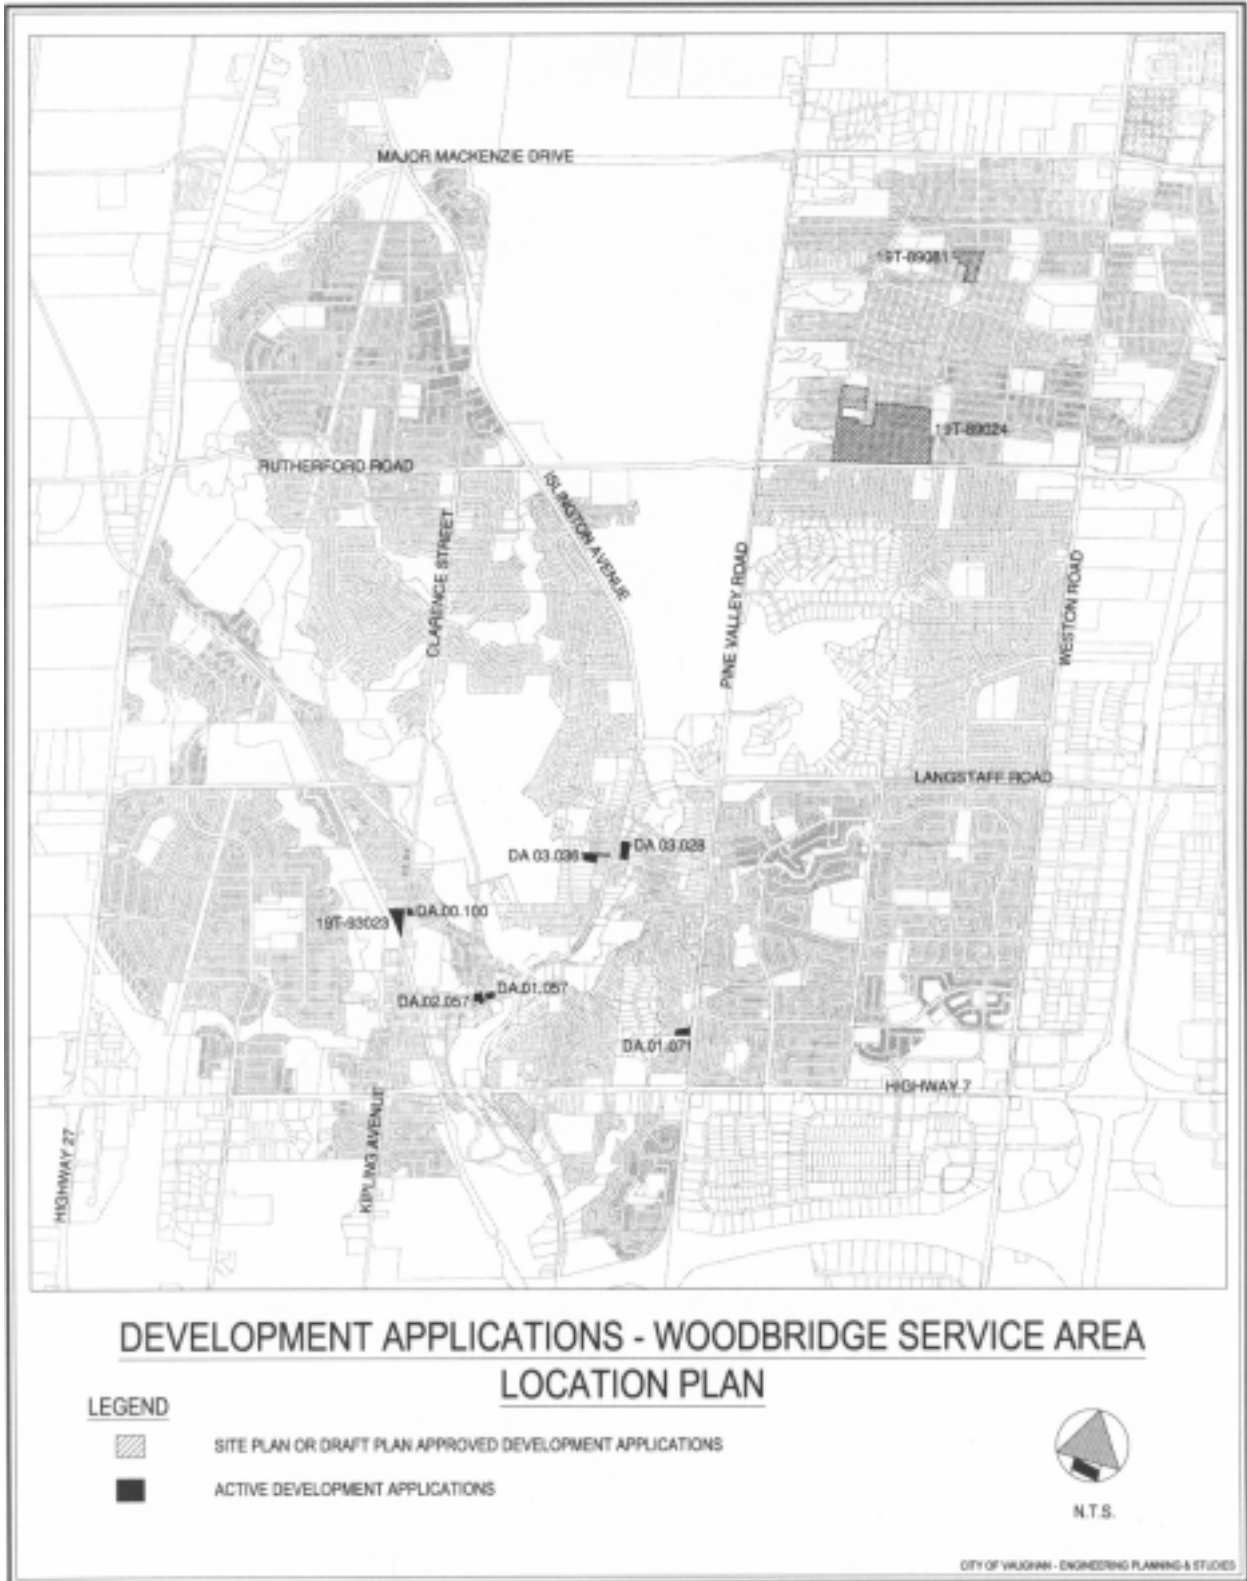 MAJOR MACKENZIE DRIVE
19T-89081
19T-89024
RUTHERFORD ROAD
ISLINGTON AVENUE
CLARENCE STREET
PINE VALLEY ROAD
WESTON ROAD
LANGSTAFF ROAD
DA 03.036
DA 03.028
19T-93023
DA.00.100
DA.02.057
DA.01.057
DA.01.071
HIGHWAY 7
HIGHWAY 27
KIPLING AVENUE
DEVELOPMENT APPLICATIONS - WOODBRIDGE SERVICE AREA
LOCATION PLAN
LEGEND
SITE PLAN OR DRAFT PLAN APPROVED DEVELOPMENT APPLICATIONS
ACTIVE DEVELOPMENT APPLICATIONS
N.T.S.
CITY OF VAUGHAN - ENGINEERING PLANNING & STUDIES